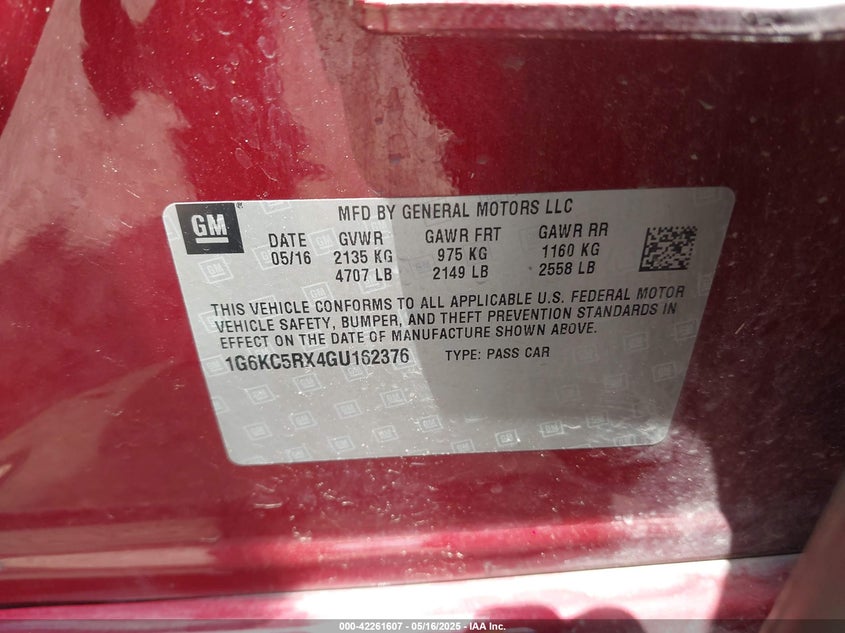 GM
MFD BY GENERAL MOTORS LLC
DATE GVWR GAWR FRT GAWR RR
05/16 2135 KG 975 KG 1160 KG
4707 LB 2149 LB 2558 LB
THIS VEHICLE CONFORMS TO ALL APPLICABLE U.S. FEDERAL MOTOR
VEHICLE SAFETY, BUMPER, AND THEFT PREVENTION STANDARDS IN
EFFECT ON THE DATE OF MANUFACTURE SHOWN ABOVE.
1G6KC5RX4GU162376 TYPE: PASS CAR
000-42261607 - 05/16/2025 - IAA Inc.